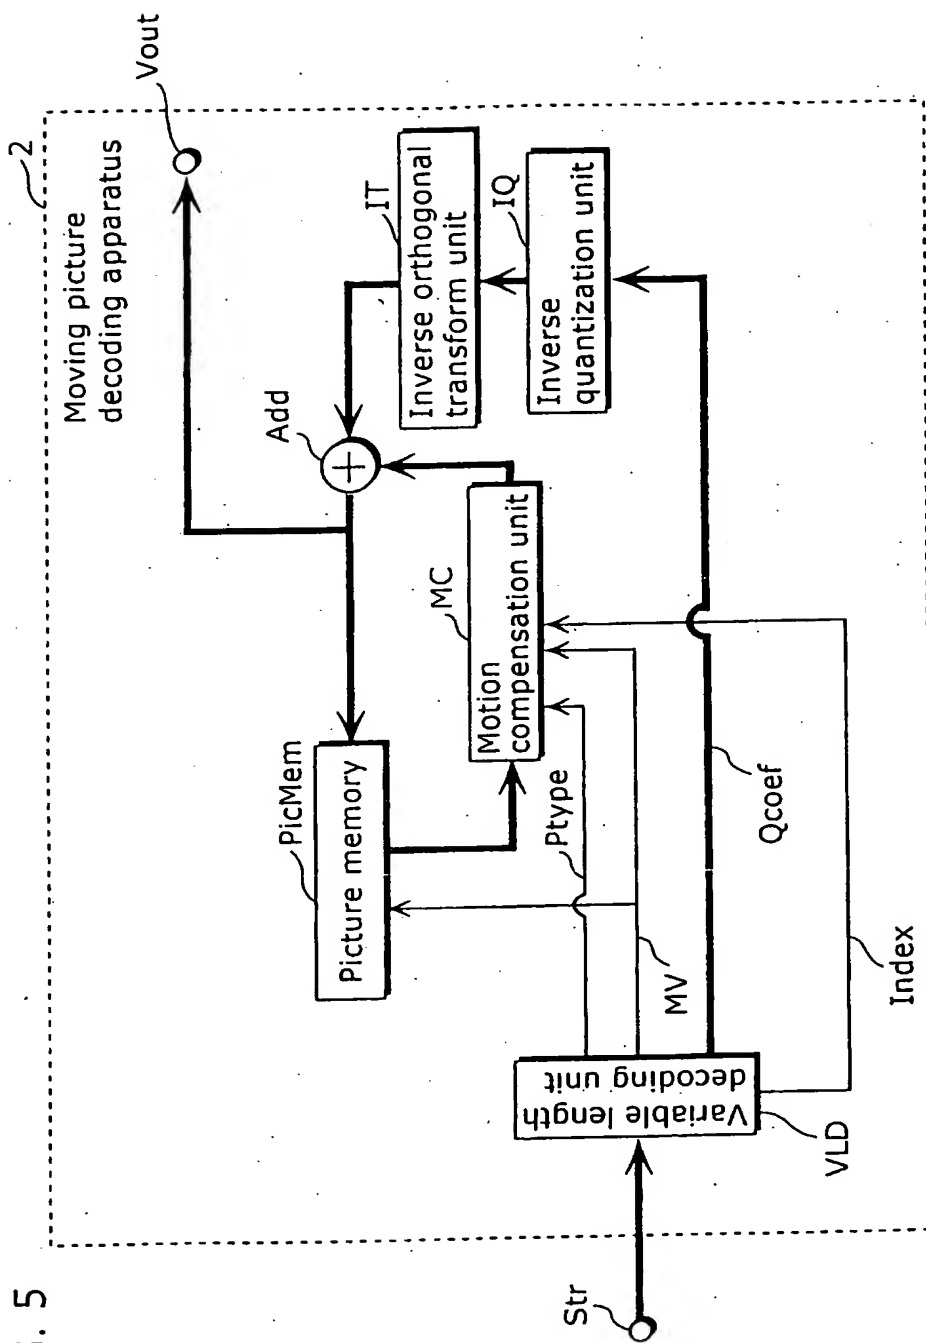 . 5
2
Moving picture
decoding apparatus
Vout
Add
IT
Inverse orthogonal
transform unit
IQ
Inverse
quantization unit
PicMem
Picture memory
MC
Motion
compensation unit
Ptype
MV
Qcoef
Index
Variable length
decoding unit
VLD
Str